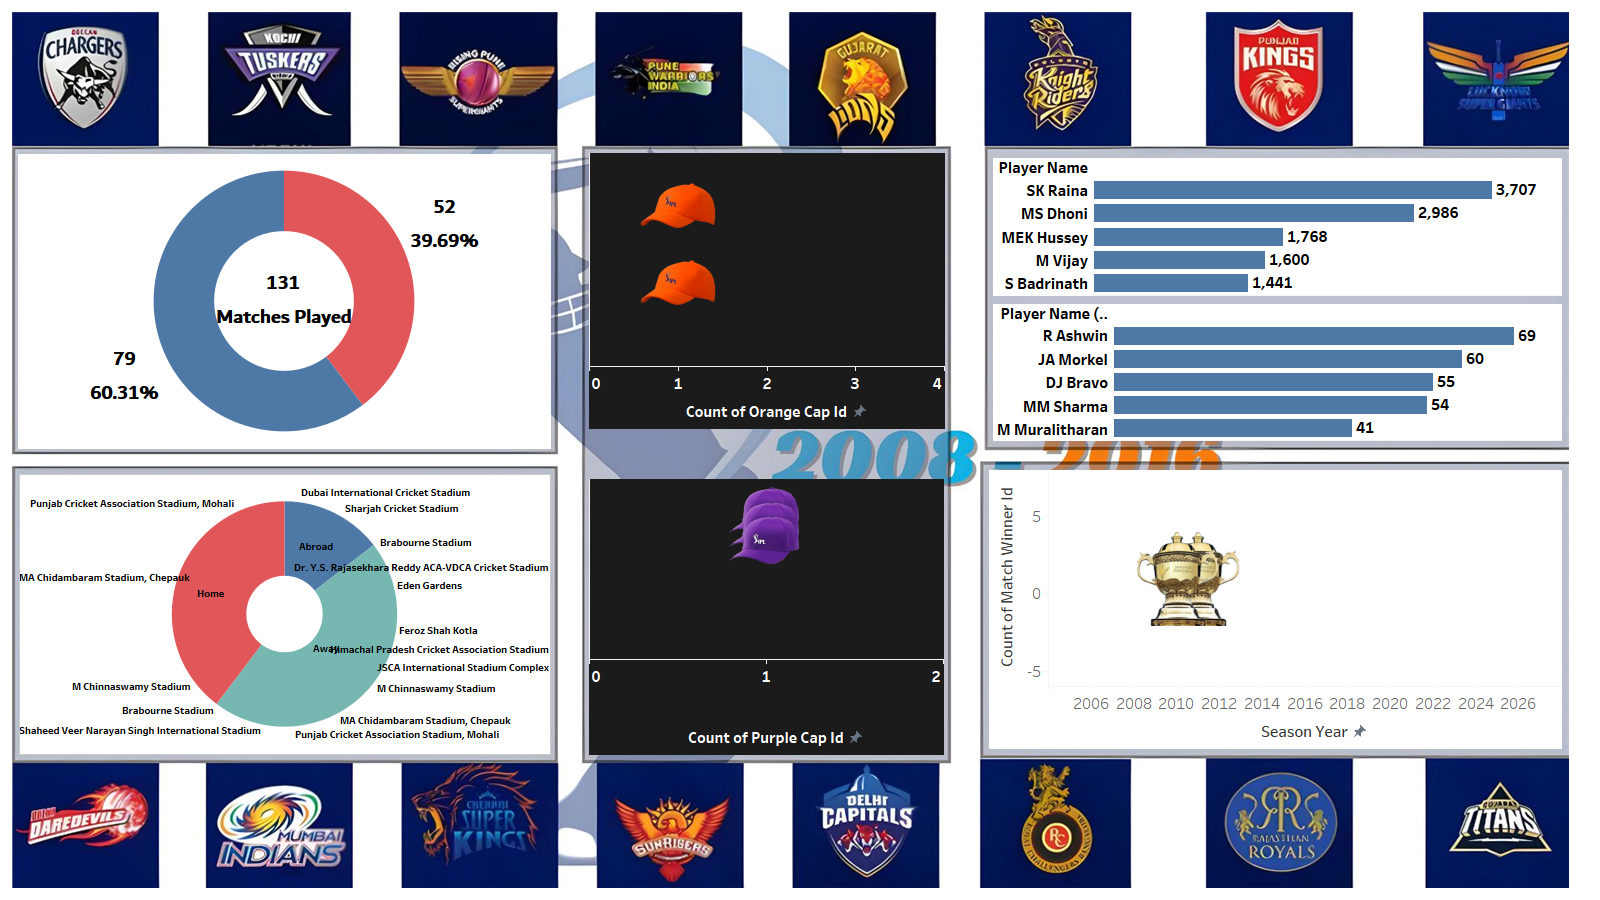 DECCAN
CHARGERS
KOCHI
TUSKERS
KERALA
RISING PUNE
SUPERGIANTS
PUNE
WARRIORS
INDIA
GUJARAT
LIONS
KOLKATA
Knight
Riders
PUNJAB
KINGS
LUCKNOW
SUPER GIANTS
52
39.69%
131
Matches Played
79
60.31%
0 1 2 3 4
Count of Orange Cap Id
Player Name
SK Raina 3,707
MS Dhoni 2,986
MEK Hussey 1,768
M Vijay 1,600
S Badrinath 1,441
Player Name (..
R Ashwin 69
JA Morkel 60
DJ Bravo 55
MM Sharma 54
M Muralitharan 41
2008 - 2016
Dubai International Cricket Stadium
Punjab Cricket Association Stadium, Mohali
Sharjah Cricket Stadium
Brabourne Stadium
Abroad
Dr. Y.S. Rajasekhara Reddy ACA-VDCA Cricket Stadium
MA Chidambaram Stadium, Chepauk
Eden Gardens
Home
Feroz Shah Kotla
Away
Himachal Pradesh Cricket Association Stadium
JSCA International Stadium Complex
M Chinnaswamy Stadium
M Chinnaswamy Stadium
Brabourne Stadium
MA Chidambaram Stadium, Chepauk
Shaheed Veer Narayan Singh International Stadium
Punjab Cricket Association Stadium, Mohali
IPL
0 1 2
Count of Purple Cap Id
Count of Match Winner Id
5
0
-5
2006 2008 2010 2012 2014 2016 2018 2020 2022 2024 2026
Season Year
DELHI
DAREDEVILS
MUMBAI
INDIANS
CHENNAI
SUPER
KINGS
SUNRISERS
DELHI
CAPITALS
RC
ROYAL CHALLENGERS BANGALORE
RR
RAJASTHAN
ROYALS
GUJARAT
TITANS